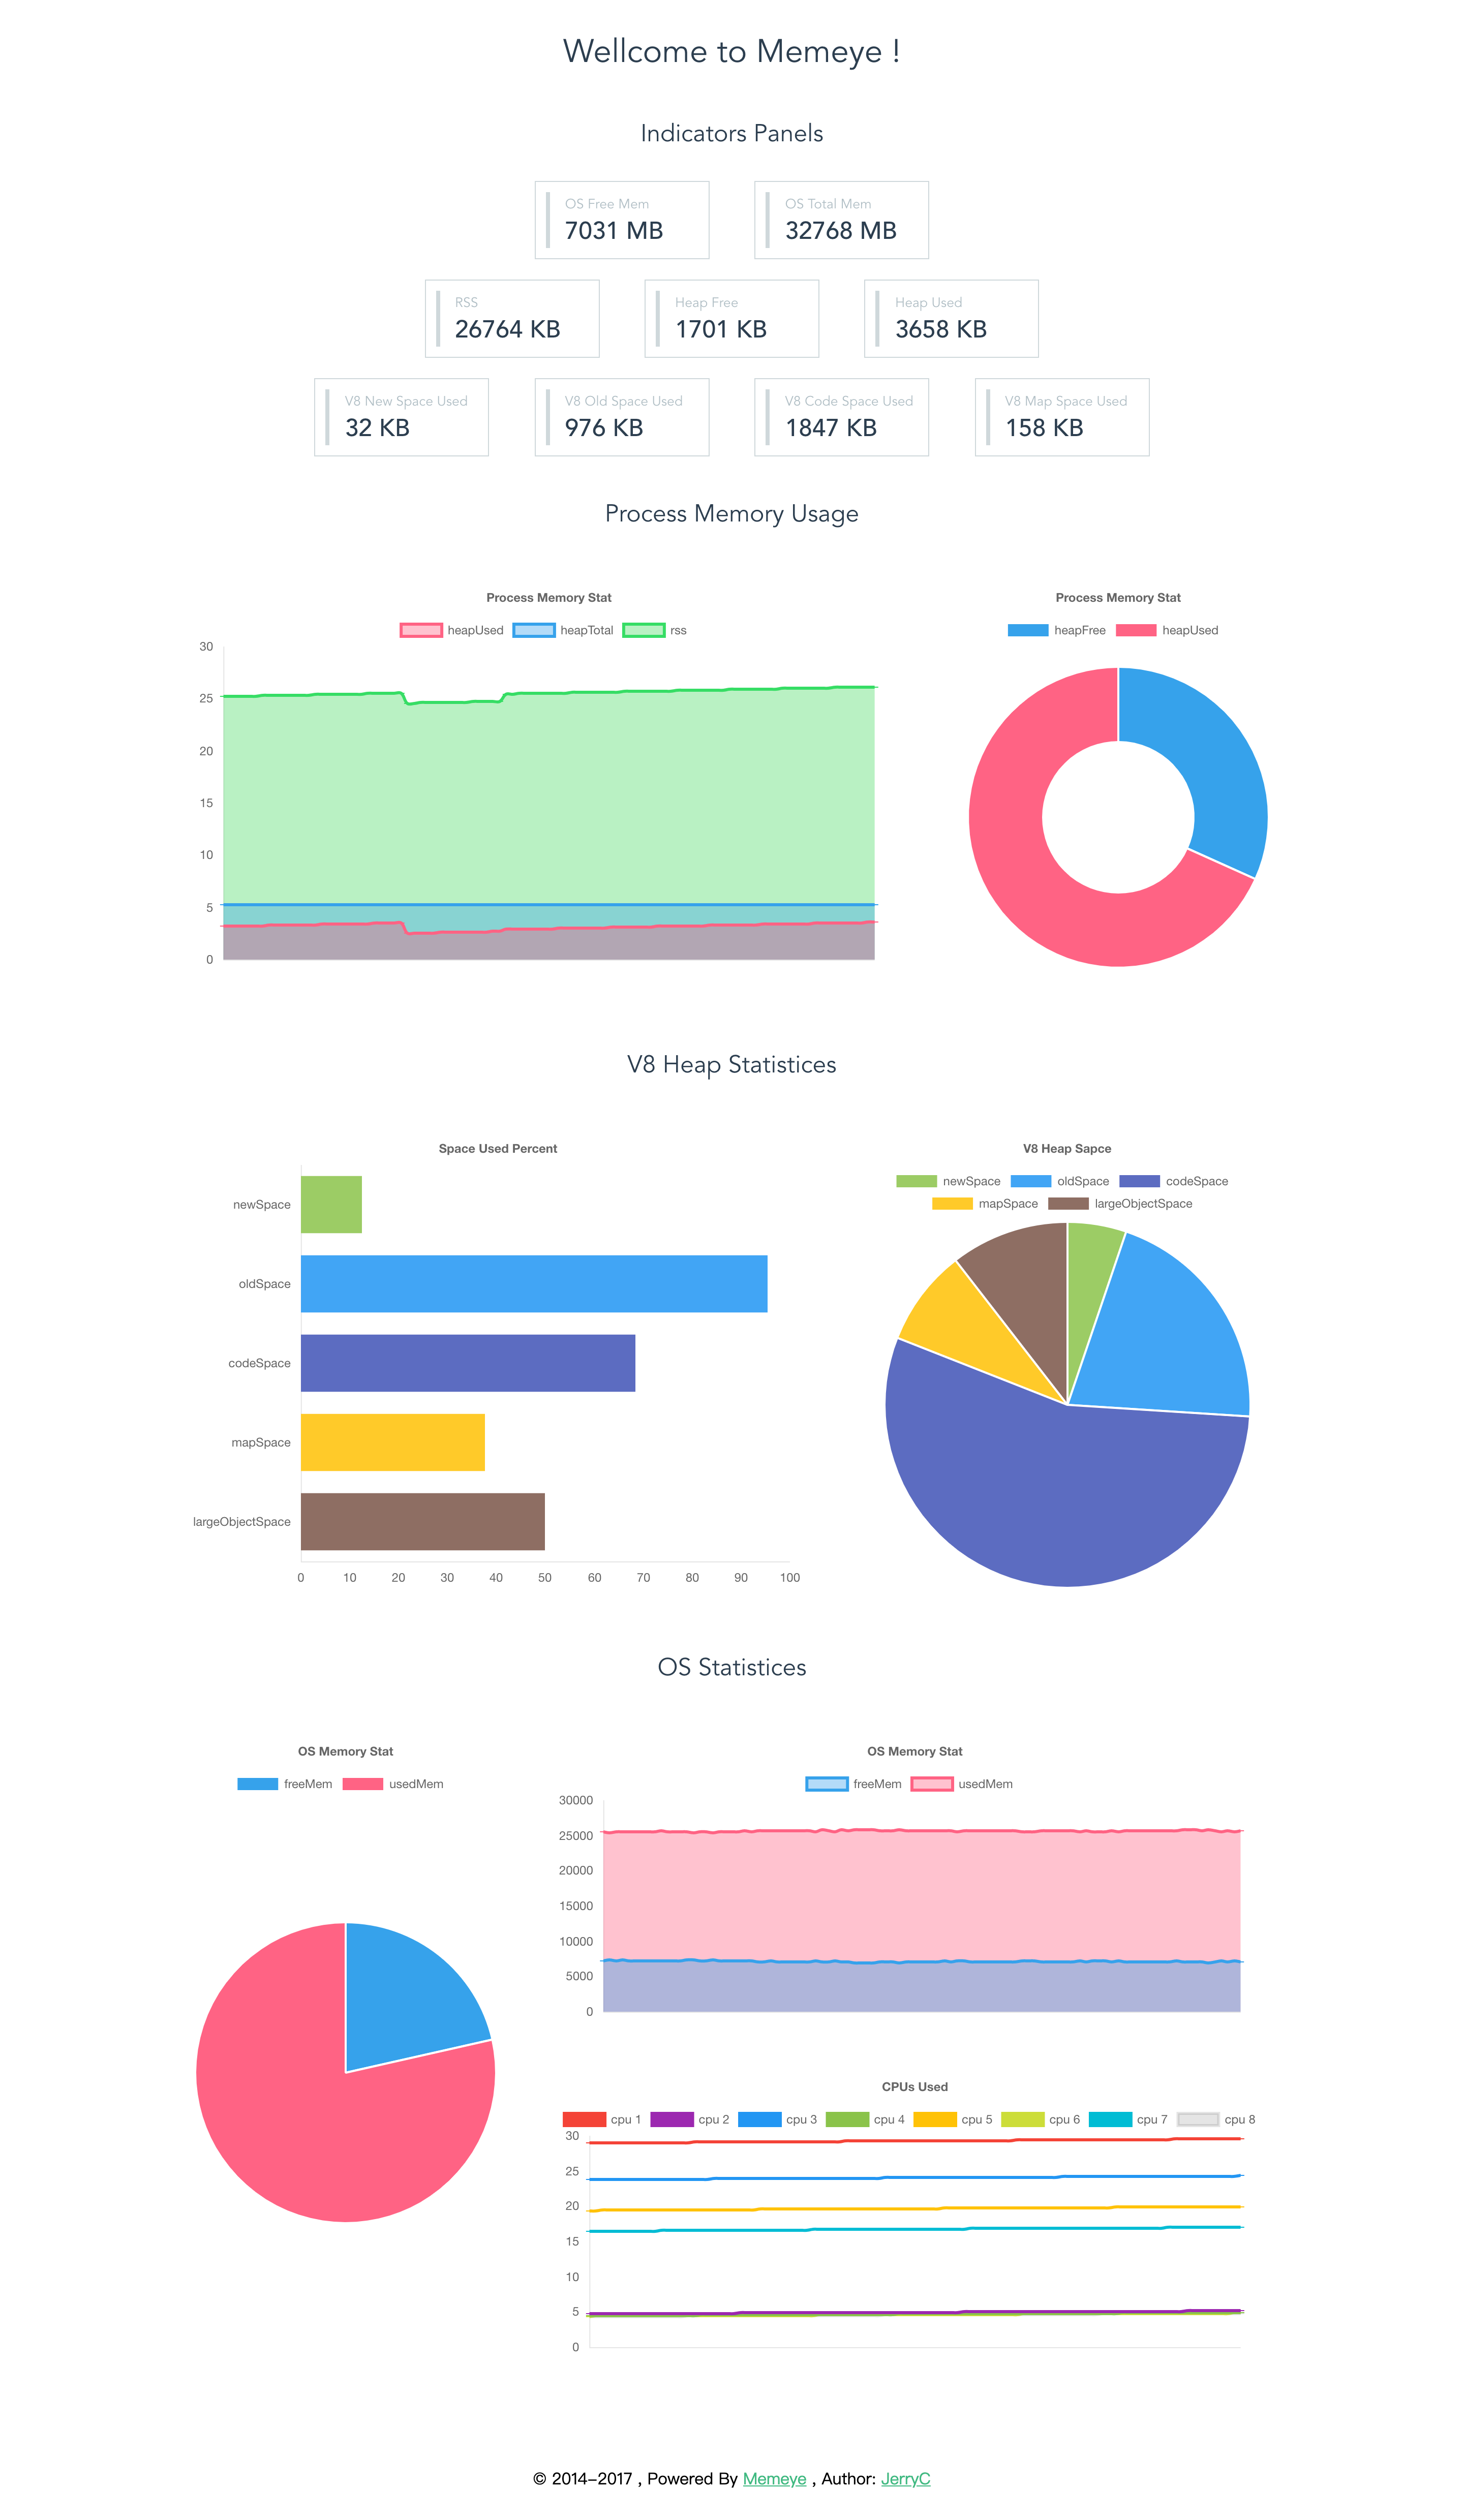 Wellcome to Memeye !
Indicators Panels
OS Free Mem
7031 MB
OS Total Mem
32768 MB
RSS
26764 KB
Heap Free
1701 KB
Heap Used
3658 KB
V8 New Space Used
32 KB
V8 Old Space Used
976 KB
V8 Code Space Used
1847 KB
V8 Map Space Used
158 KB
Process Memory Usage
Process Memory Stat
heapUsed heapTotal rss
30
25
20
15
10
5
0
Process Memory Stat
heapFree heapUsed
V8 Heap Statistices
Space Used Percent
newSpace
oldSpace
codeSpace
mapSpace
largeObjectSpace
0 10 20 30 40 50 60 70 80 90 100
V8 Heap Sapce
newSpace oldSpace codeSpace
mapSpace largeObjectSpace
OS Statistices
OS Memory Stat
freeMem usedMem
OS Memory Stat
freeMem usedMem
30000
25000
20000
15000
10000
5000
0
CPUs Used
cpu 1 cpu 2 cpu 3 cpu 4 cpu 5 cpu 6 cpu 7 cpu 8
30
25
20
15
10
5
0
© 2014–2017 , Powered By Memeye , Author: JerryC